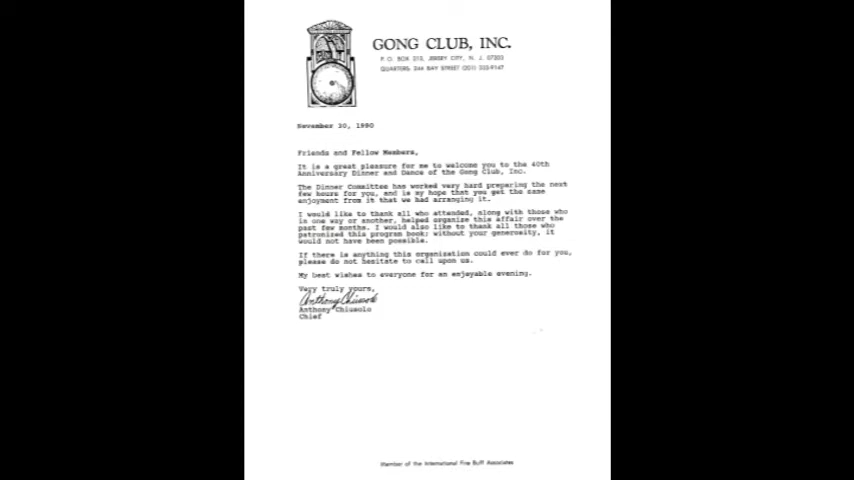 GONG CLUB, INC.
P. O. BOX 313, JERSEY CITY, N. J. 07303
QUARTERS, 244 BAY STREET (201) 333-9147
November 30, 1990
Friends and Fellow Members,
It is a great pleasure for me to welcome you to the 40th
Anniversary Dinner and Dance of the Gong Club, Inc.
The Dinner Committee has worked very hard preparing the next
few hours for you, and is my hope that you get the same
enjoyment from it that we had arranging it.
I would like to thank all who attended, along with those who
in one way or another, helped organize this affair over the
past few months. I would also like to thank all those who
patronized this program book; without your generosity, it
would not have been possible.
If there is anything this organization could ever do for you,
please do not hesitate to call upon us.
My best wishes to everyone for an enjoyable evening.
Very truly yours,
Anthony Chiusolo
Anthony Chiusolo
Chief
Member of the International Fire Buff Associates